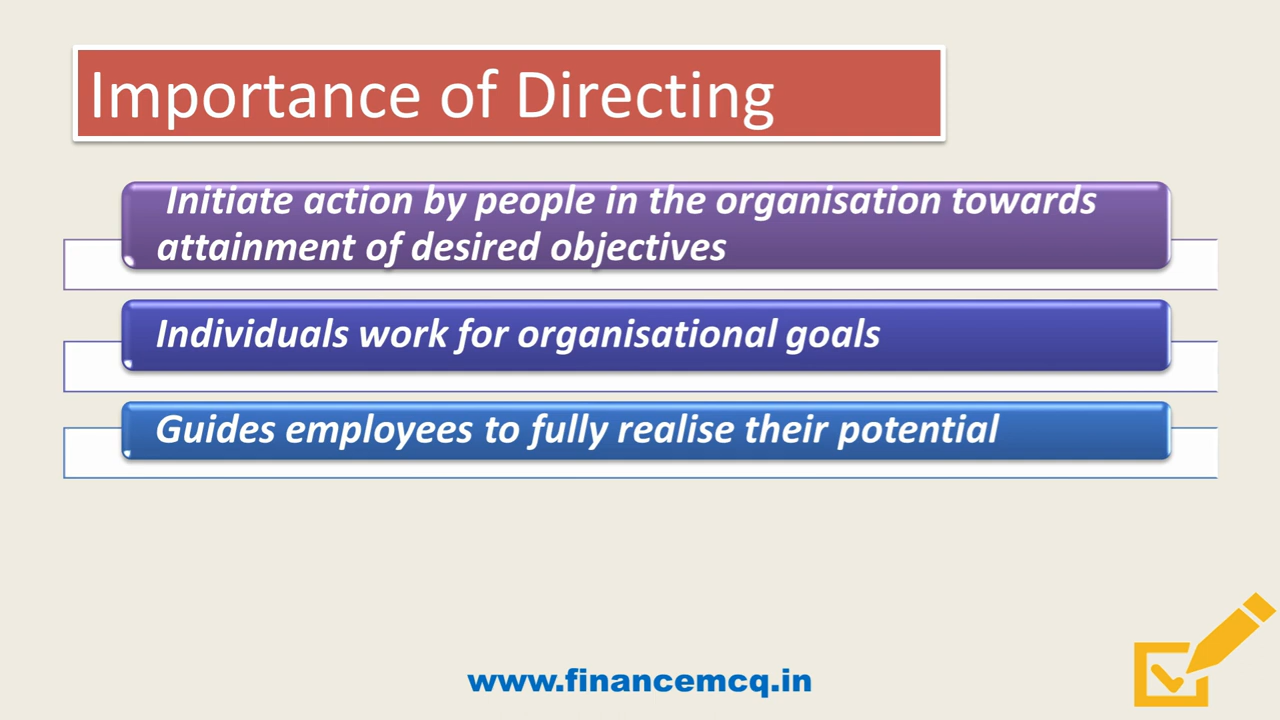 Importance of Directing
Initiate action by people in the organisation towards
attainment of desired objectives
Individuals work for organisational goals
Guides employees to fully realise their potential
www.financemcq.in